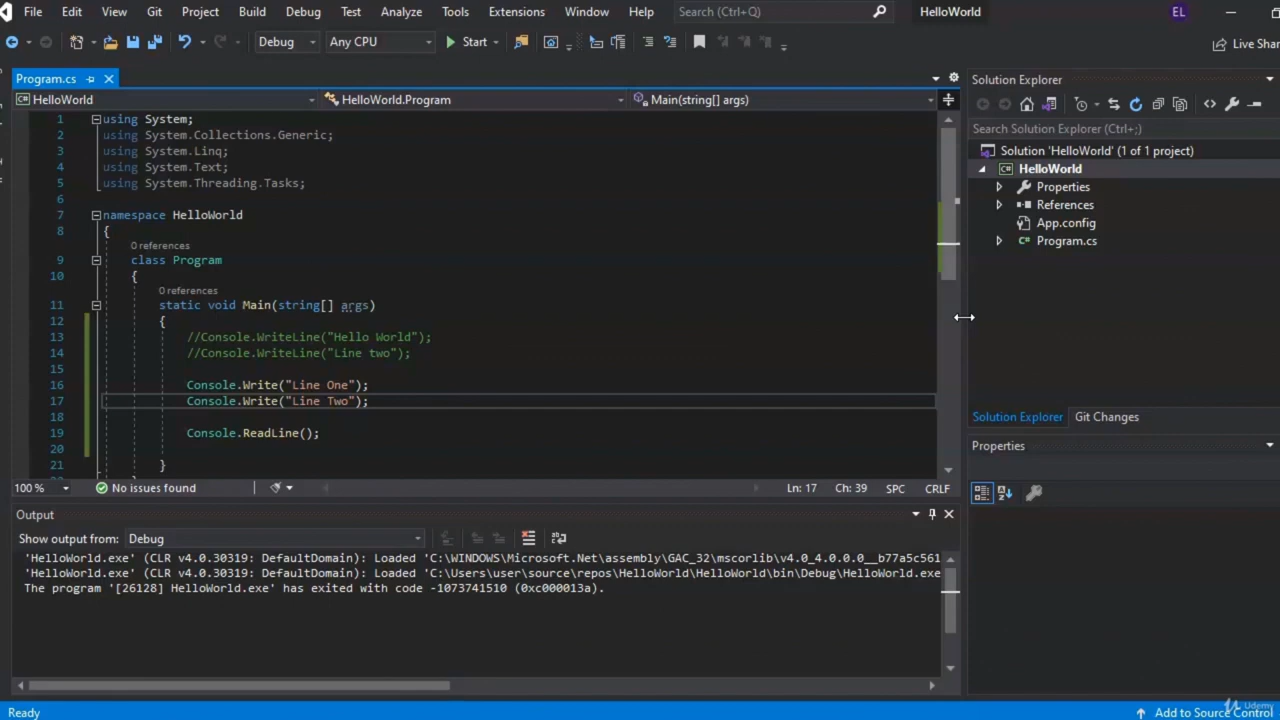 File Edit View Git Project Build Debug Test Analyze Tools Extensions Window Help Search (Ctrl+Q) HelloWorld EL
Debug Any CPU Start Live Shar
Program.cs
HelloWorld HelloWorld.Program Main(string[] args)
1 using System;
2 using System.Collections.Generic;
3 using System.Linq;
4 using System.Text;
5 using System.Threading.Tasks;
6
7 namespace HelloWorld
8 {
0 references
9 class Program
10 {
0 references
11 static void Main(string[] args)
12 {
13 //Console.WriteLine("Hello World");
14 //Console.WriteLine("Line two");
15
16 Console.Write("Line One");
17 Console.Write("Line Two");
18
19 Console.ReadLine();
20
21 }
100 % No issues found Ln: 17 Ch: 39 SPC CRLF
Output
Show output from: Debug
'HelloWorld.exe' (CLR v4.0.30319: DefaultDomain): Loaded 'C:\WINDOWS\Microsoft.Net\assembly\GAC_32\mscorlib\v4.0_4.0.0.0__b77a5c561
'HelloWorld.exe' (CLR v4.0.30319: DefaultDomain): Loaded 'C:\Users\user\source\repos\HelloWorld\HelloWorld\bin\Debug\HelloWorld.exe
The program '[26128] HelloWorld.exe' has exited with code -1073741510 (0xc000013a).
Solution Explorer
Search Solution Explorer (Ctrl+;)
Solution 'HelloWorld' (1 of 1 project)
HelloWorld
Properties
References
App.config
Program.cs
Solution Explorer Git Changes
Properties
Ready Add to Source Control
Udemy